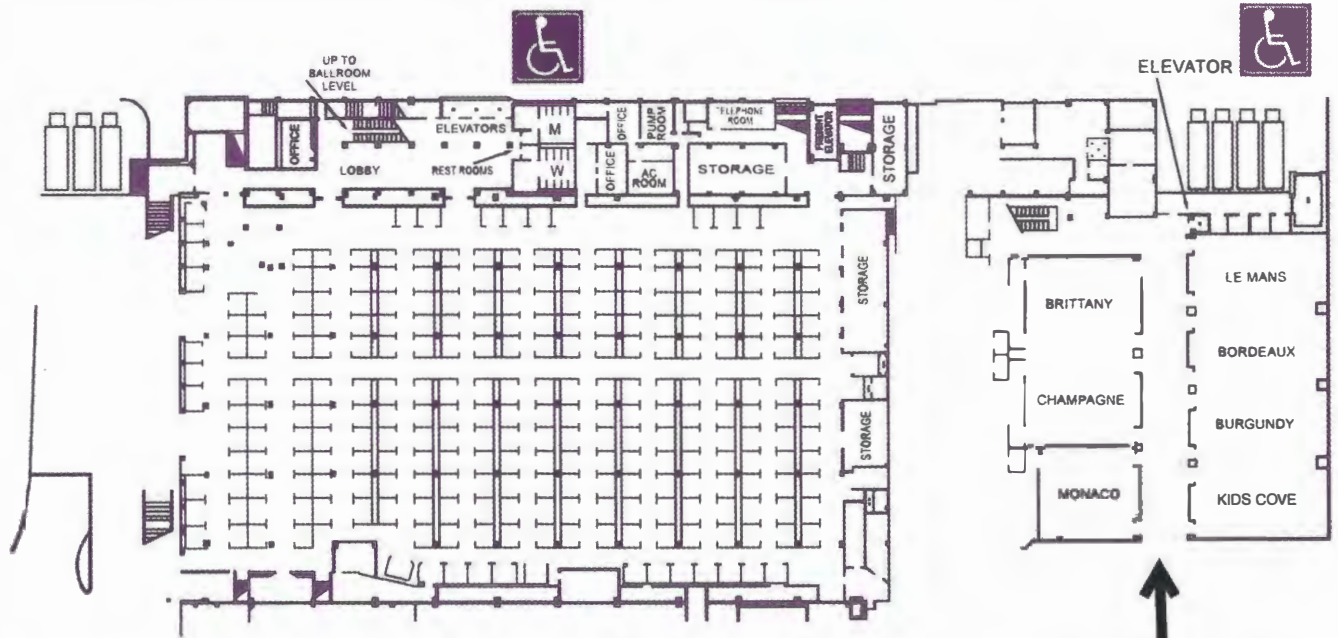 UP TO
BALLROOM
LEVEL
ELEVATOR
OFFICE
LOBBY
ELEVATORS
REST ROOMS
M
W
OFFICE
PUMP
ROOM
TELEPHONE
ROOM
OFFICE
AC
ROOM
STORAGE
FREIGHT
ELEVATOR
STORAGE
STORAGE
STORAGE
BRITTANY
CHAMPAGNE
MONACO
LE MANS
BORDEAUX
BURGUNDY
KIDS COVE